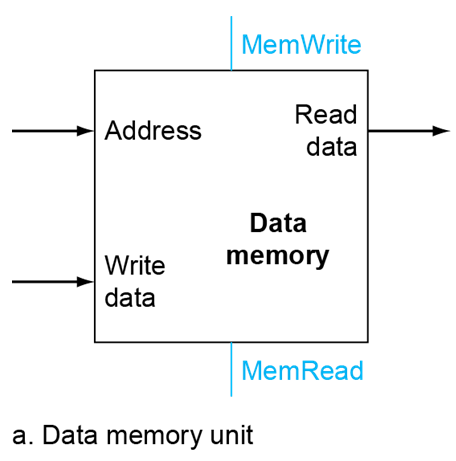 MemWrite
Address
Read
data
Data
memory
Write
data
MemRead
a. Data memory unit